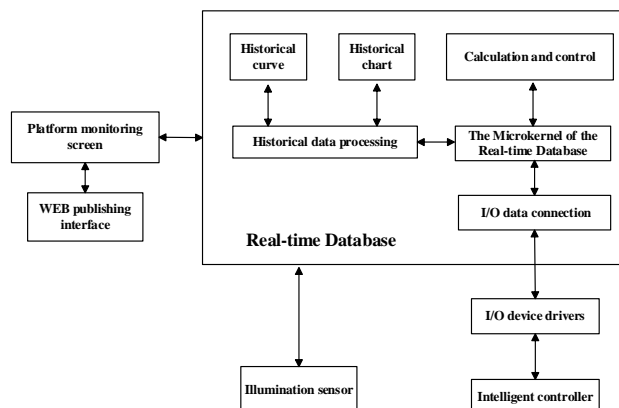 Historical
curve
Historical
chart
Calculation and control
Platform monitoring
screen
Historical data processing
The Microkernel of the
Real-time Database
WEB publishing
interface
I/O data connection
Real-time Database
I/O device drivers
Illumination sensor
Intelligent controller